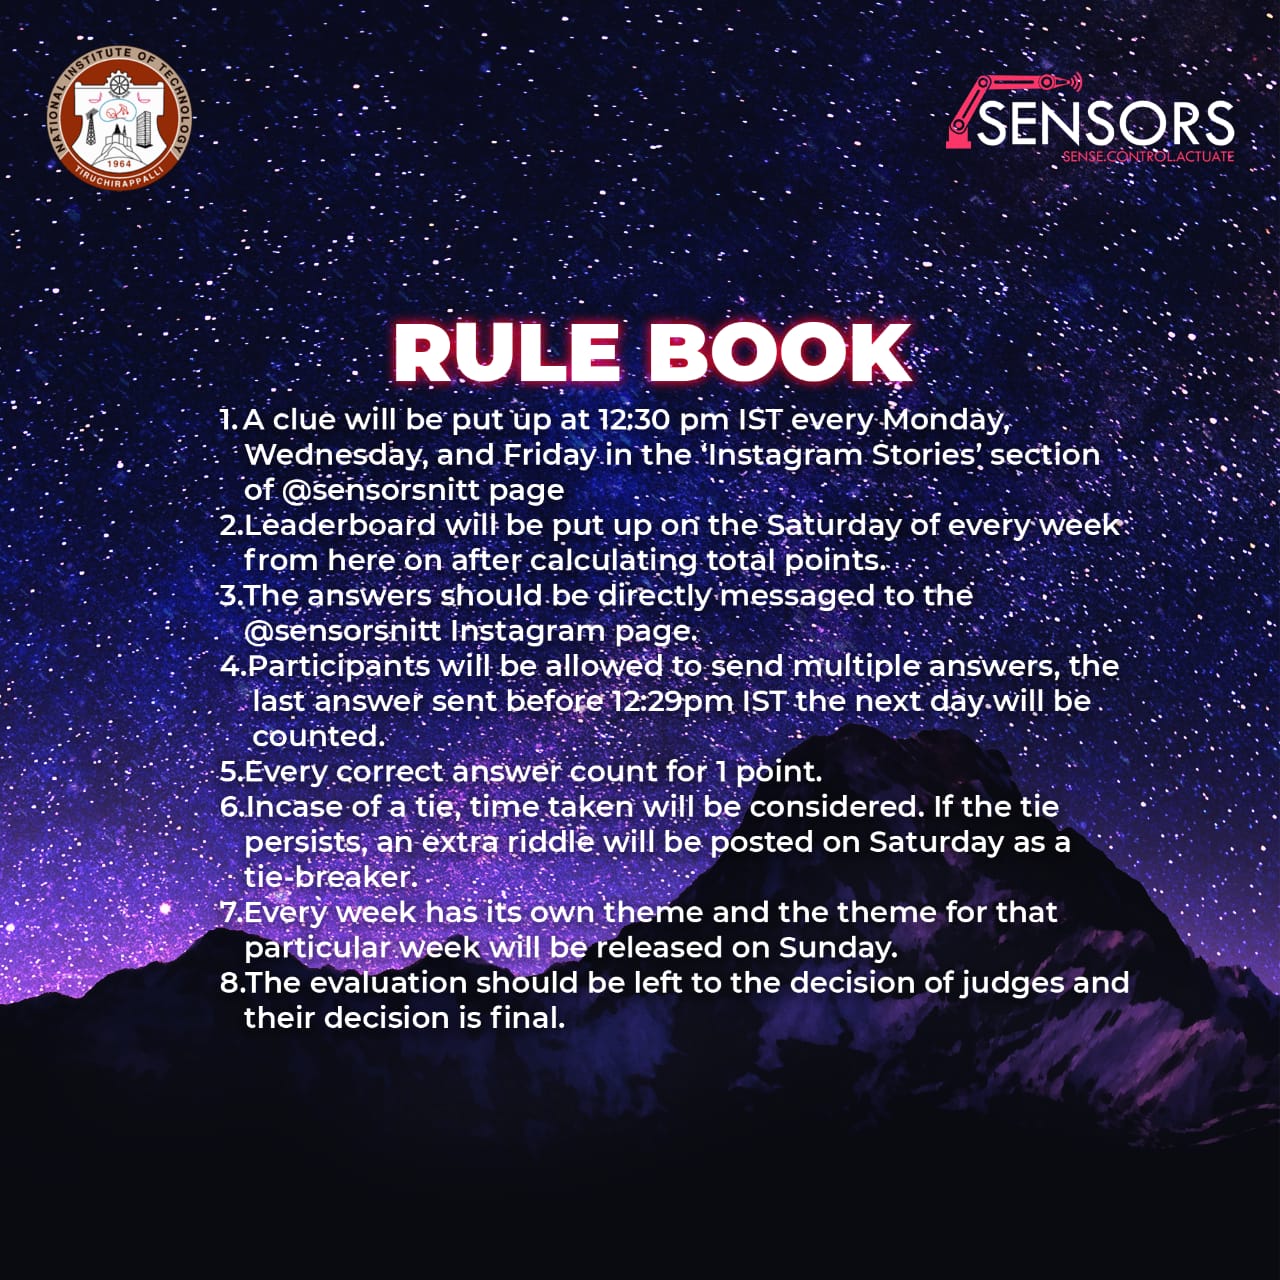 NATIONAL INSTITUTE OF TECHNOLOGY
1964
TIRUCHIRAPPALLI
SENSORS
SENSE.CONTROL.ACTUATE
RULE BOOK
1. A clue will be put up at 12:30 pm IST every Monday,
Wednesday, and Friday in the ‘Instagram Stories’ section
of @sensorsnitt page
2.Leaderboard will be put up on the Saturday of every week
from here on after calculating total points.
3.The answers should be directly messaged to the
@sensorsnitt Instagram page.
4.Participants will be allowed to send multiple answers, the
last answer sent before 12:29pm IST the next day will be
counted.
5.Every correct answer count for 1 point.
6.Incase of a tie, time taken will be considered. If the tie
persists, an extra riddle will be posted on Saturday as a
tie-breaker.
7.Every week has its own theme and the theme for that
particular week will be released on Sunday.
8.The evaluation should be left to the decision of judges and
their decision is final.